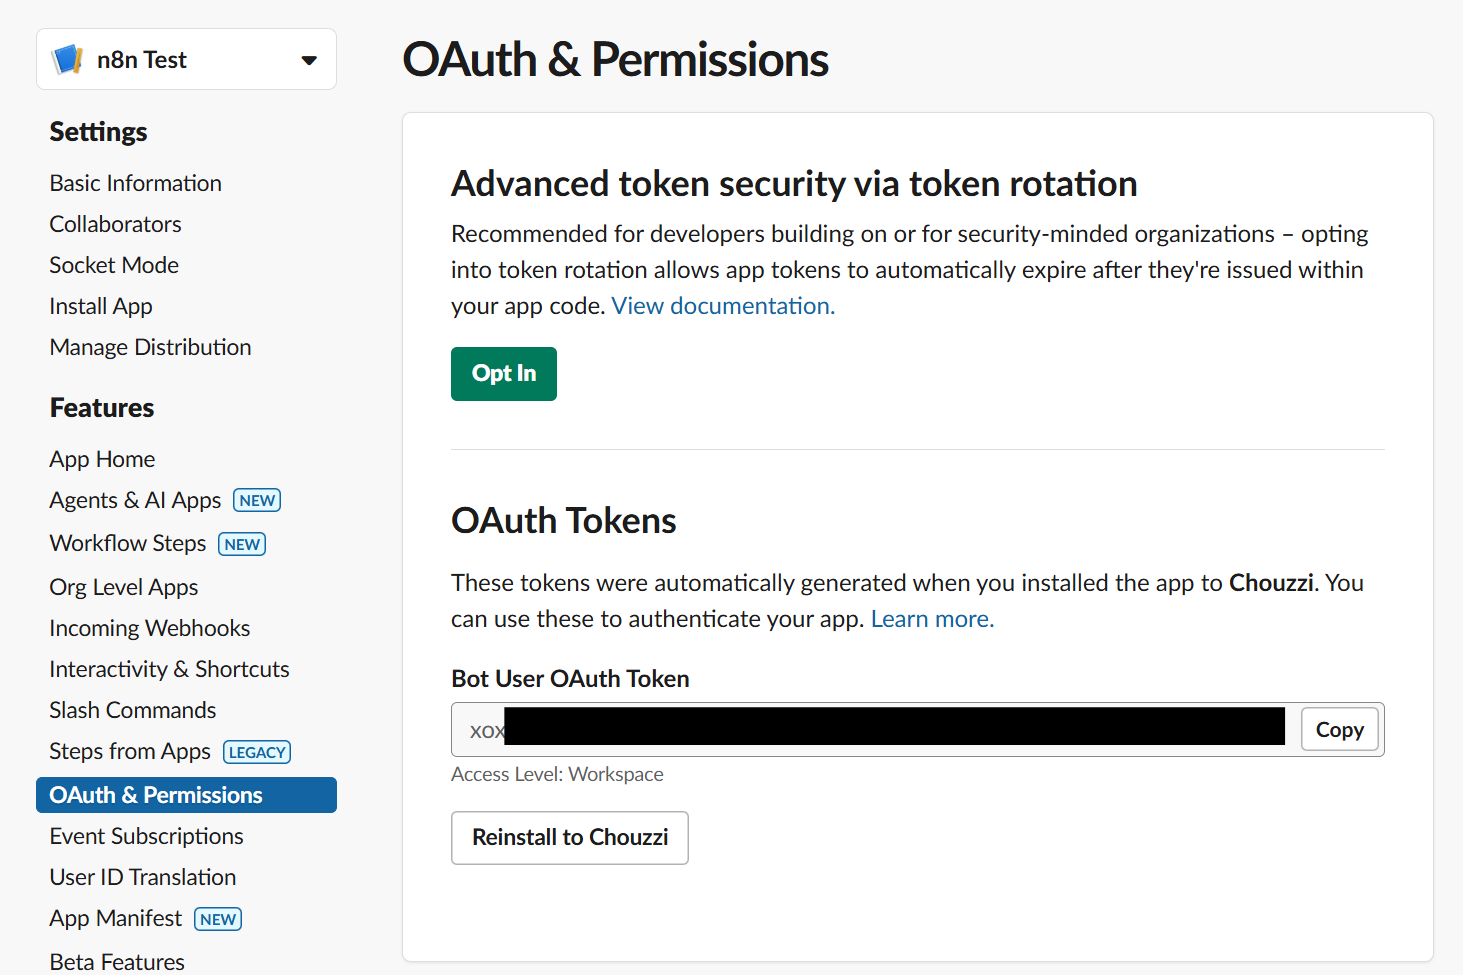 n8n Test
Settings
Basic Information
Collaborators
Socket Mode
Install App
Manage Distribution
Features
App Home
Agents & AI Apps NEW
Workflow Steps NEW
Org Level Apps
Incoming Webhooks
Interactivity & Shortcuts
Slash Commands
Steps from Apps LEGACY
OAuth & Permissions
Event Subscriptions
User ID Translation
App Manifest NEW
Beta Features
OAuth & Permissions
Advanced token security via token rotation
Recommended for developers building on or for security-minded organizations – opting
into token rotation allows app tokens to automatically expire after they're issued within
your app code. View documentation.
Opt In
OAuth Tokens
These tokens were automatically generated when you installed the app to Chouzzi. You
can use these to authenticate your app. Learn more.
Bot User OAuth Token
xox
Copy
Access Level: Workspace
Reinstall to Chouzzi